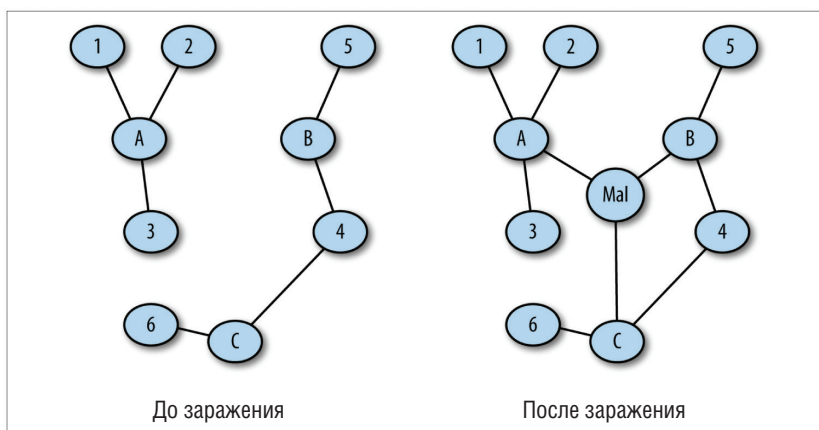 1 2 5 1 2 5
A B A B
Mal
3 4 3 4
6 C 6 C
До заражения После заражения